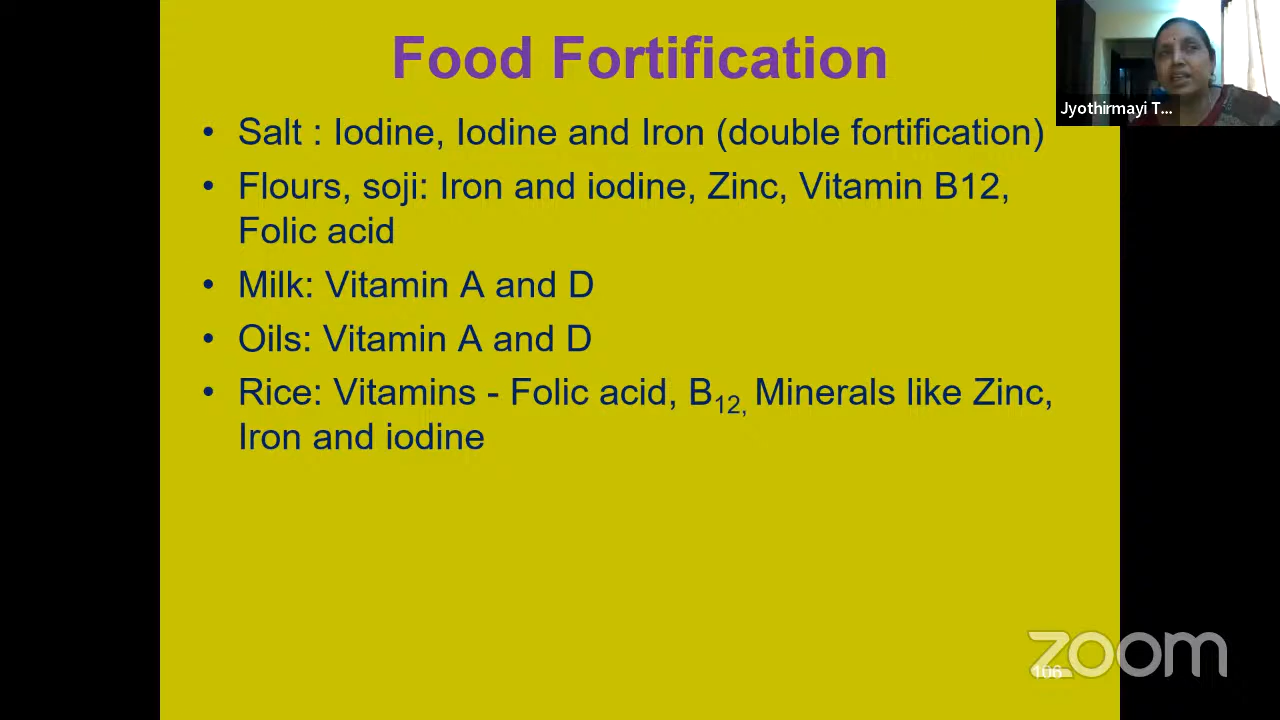 Food Fortification
Jyothirmayi T...
• Salt : Iodine, Iodine and Iron (double fortification)
• Flours, soji: Iron and iodine, Zinc, Vitamin B12,
Folic acid
• Milk: Vitamin A and D
• Oils: Vitamin A and D
• Rice: Vitamins - Folic acid, B12, Minerals like Zinc,
Iron and iodine
zoom
106